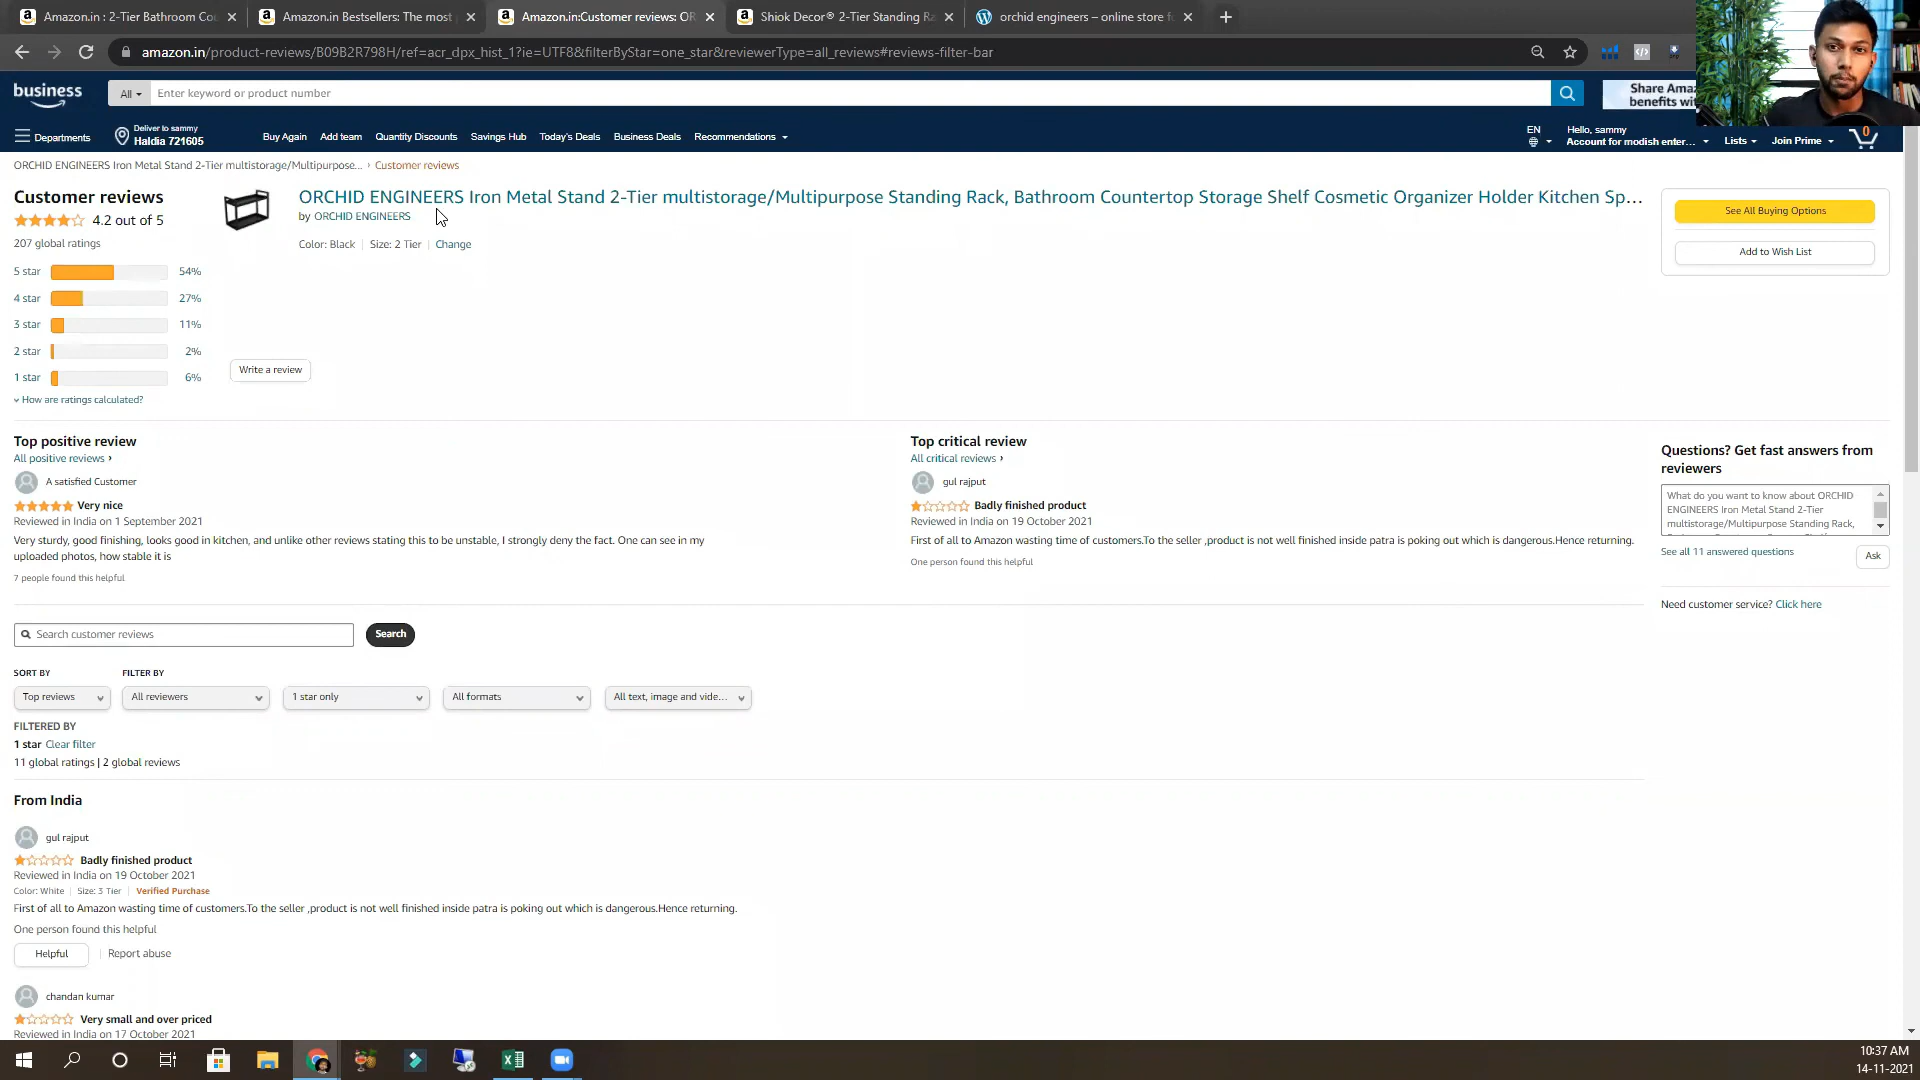 Amazon.in : 2-Tier Bathroom Co
Amazon.in Bestsellers: The most
Amazon.in:Customer reviews: OR
Shiok Decor® 2-Tier Standing Ra
orchid engineers – online store f
amazon.in/product-reviews/B09B2R798H/ref=acr_dpx_hist_1?ie=UTF8&filterByStar=one_star&reviewerType=all_reviews#reviews-filter-bar
business
All
Enter keyword or product number
Share Ama
benefits wi
Departments
Deliver to sammy
Haldia 721605
Buy Again
Add team
Quantity Discounts
Savings Hub
Today's Deals
Business Deals
Recommendations
EN
Hello, sammy
Account for modish enter...
Lists
Join Prime
0
ORCHID ENGINEERS Iron Metal Stand 2-Tier multistorage/Multipurpose... › Customer reviews
Customer reviews
4.2 out of 5
207 global ratings
5 star 54%
4 star 27%
3 star 11%
2 star 2%
1 star 6%
How are ratings calculated?
ORCHID ENGINEERS Iron Metal Stand 2-Tier multistorage/Multipurpose Standing Rack, Bathroom Countertop Storage Shelf Cosmetic Organizer Holder Kitchen Sp...
by ORCHID ENGINEERS
Color: Black | Size: 2 Tier | Change
Write a review
See All Buying Options
Add to Wish List
Top positive review
All positive reviews ›
A satisfied Customer
Very nice
Reviewed in India on 1 September 2021
Very sturdy, good finishing, looks good in kitchen, and unlike other reviews stating this to be unstable, I strongly deny the fact. One can see in my
uploaded photos, how stable it is
7 people found this helpful
Top critical review
All critical reviews ›
gul rajput
Badly finished product
Reviewed in India on 19 October 2021
First of all to Amazon wasting time of customers.To the seller ,product is not well finished inside patra is poking out which is dangerous.Hence returning.
One person found this helpful
Questions? Get fast answers from
reviewers
What do you want to know about ORCHID
ENGINEERS Iron Metal Stand 2-Tier
multistorage/Multipurpose Standing Rack,
See all 11 answered questions
Ask
Need customer service? Click here
Search customer reviews
Search
SORT BY
FILTER BY
Top reviews
All reviewers
1 star only
All formats
All text, image and vide...
FILTERED BY
1 star Clear filter
11 global ratings | 2 global reviews
From India
gul rajput
Badly finished product
Reviewed in India on 19 October 2021
Color: White | Size: 3 Tier | Verified Purchase
First of all to Amazon wasting time of customers.To the seller ,product is not well finished inside patra is poking out which is dangerous.Hence returning.
One person found this helpful
Helpful | Report abuse
chandan kumar
Very small and over priced
Reviewed in India on 17 October 2021
10:37 AM
14-11-2021